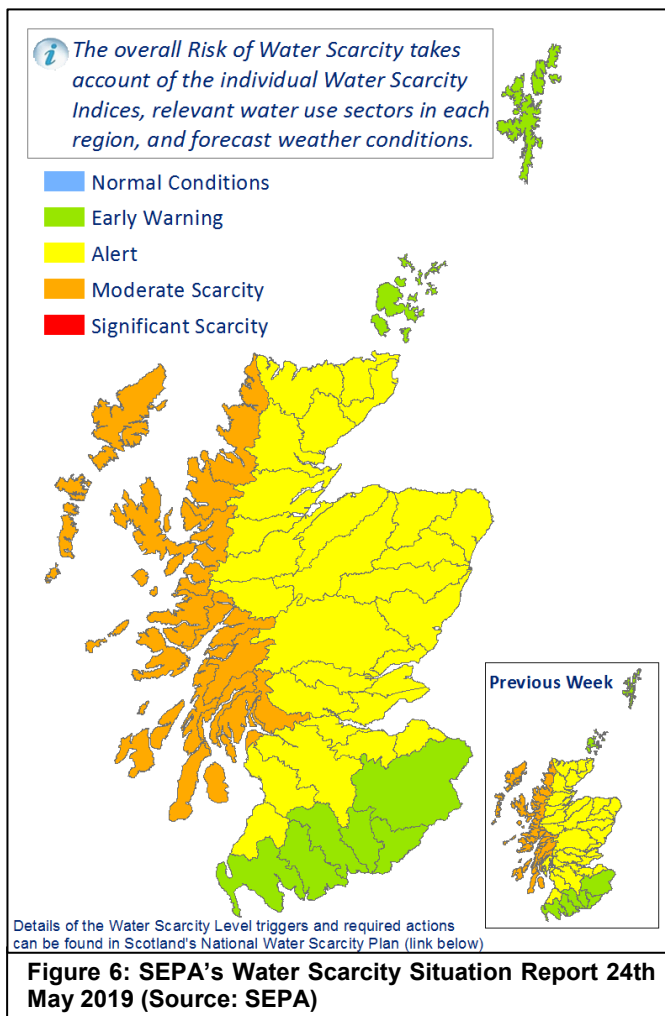 The overall Risk of Water Scarcity takes
account of the individual Water Scarcity
Indices, relevant water use sectors in each
region, and forecast weather conditions.
Normal Conditions
Early Warning
Alert
Moderate Scarcity
Significant Scarcity
Previous Week
Details of the Water Scarcity Level triggers and required actions
can be found in Scotland's National Water Scarcity Plan (link below)
Figure 6: SEPA's Water Scarcity Situation Report 24th
May 2019 (Source: SEPA)